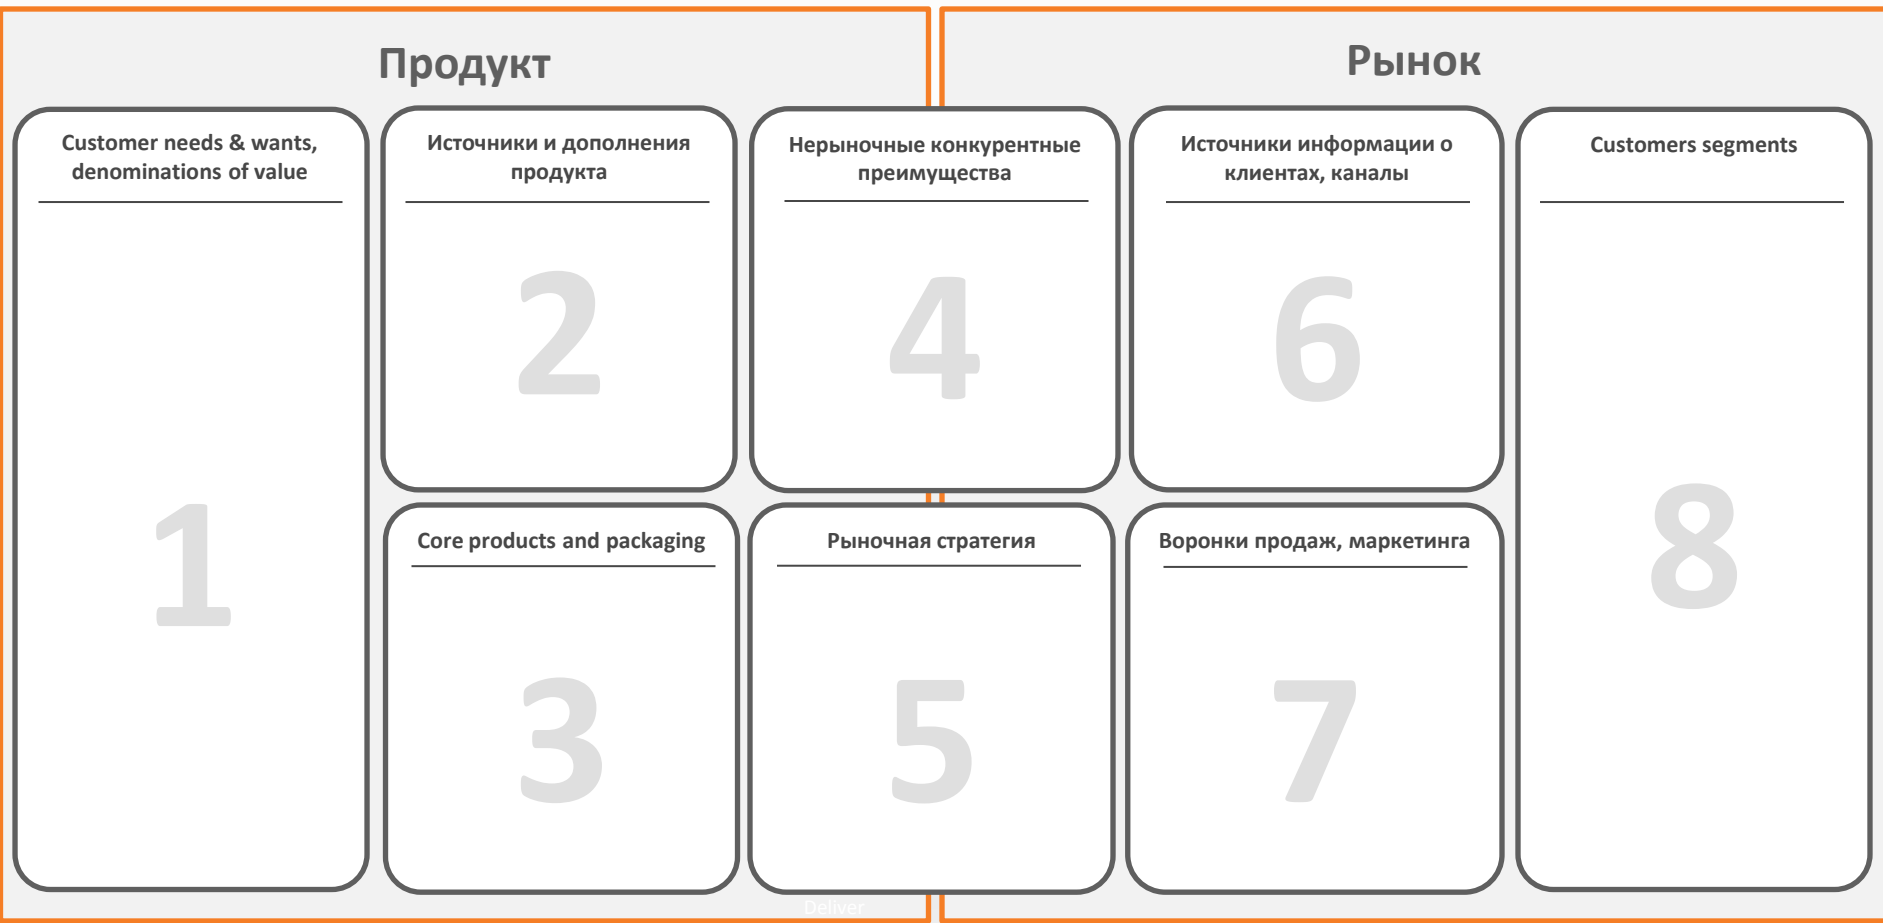 Продукт
Рынок
Customer needs & wants,
denominations of value
1
Источники и дополнения
продукта
2
Core products and packaging
3
Нерыночные конкурентные
преимущества
4
Рыночная стратегия
5
Источники информации о
клиентах, каналы
6
Воронки продаж, маркетинга
7
Customers segments
8
Deliver